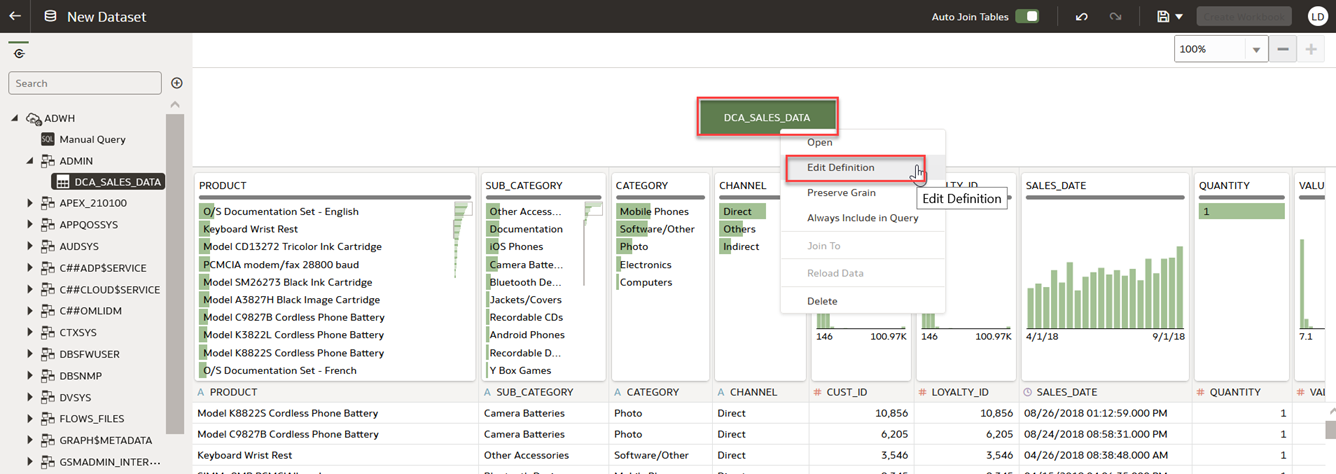 New Dataset
Auto Join Tables
Create Workbook
LD
100%
Search
ADWH
SQL Manual Query
ADMIN
DCA_SALES_DATA
APEX_210100
APPQOSSYS
AUDSYS
C##ADP$SERVICE
C##CLOUD$SERVICE
C##OMLIDM
CTXSYS
DBSFWUSER
DBSNMP
DVSYS
FLOWS_FILES
GRAPH$METADATA
GSMADMIN_INTER...
DCA_SALES_DATA
Open
Edit Definition
Preserve Grain
Always Include in Query
Join To
Reload Data
Delete
Edit Definition
PRODUCT
O/S Documentation Set - English
Keyboard Wrist Rest
Model CD13272 Tricolor Ink Cartridge
PCMCIA modem/fax 28800 baud
Model SM26273 Black Ink Cartridge
Model A3827H Black Image Cartridge
Model C9827B Cordless Phone Battery
Model K3822L Cordless Phone Battery
Model K8822S Cordless Phone Battery
O/S Documentation Set - French
SUB_CATEGORY
Other Access...
Documentation
iOS Phones
Camera Batte...
Bluetooth De...
Jackets/Covers
Recordable CDs
Android Phones
Recordable D...
Y Box Games
CATEGORY
Mobile Phones
Software/Other
Photo
Electronics
Computers
CHANNEL
Direct
Others
Indirect
146 100.97K
LTY_ID
146 100.97K
SALES_DATE
4/1/18 9/1/18
QUANTITY
1
VALU
7.1
A PRODUCT A SUB_CATEGORY A CATEGORY A CHANNEL # CUST_ID # LOYALTY_ID SALES_DATE # QUANTITY # VAL
Model K8822S Cordless Phone Battery Camera Batteries Photo Direct 10,856 10,856 08/26/2018 01:12:59.000 PM 1
Model C9827B Cordless Phone Battery Camera Batteries Photo Direct 6,205 6,205 08/24/2018 08:58:31.000 PM 1
Keyboard Wrist Rest Other Accessories Software/Other Direct 3,546 3,546 08/26/2018 08:38:48.000 AM 1